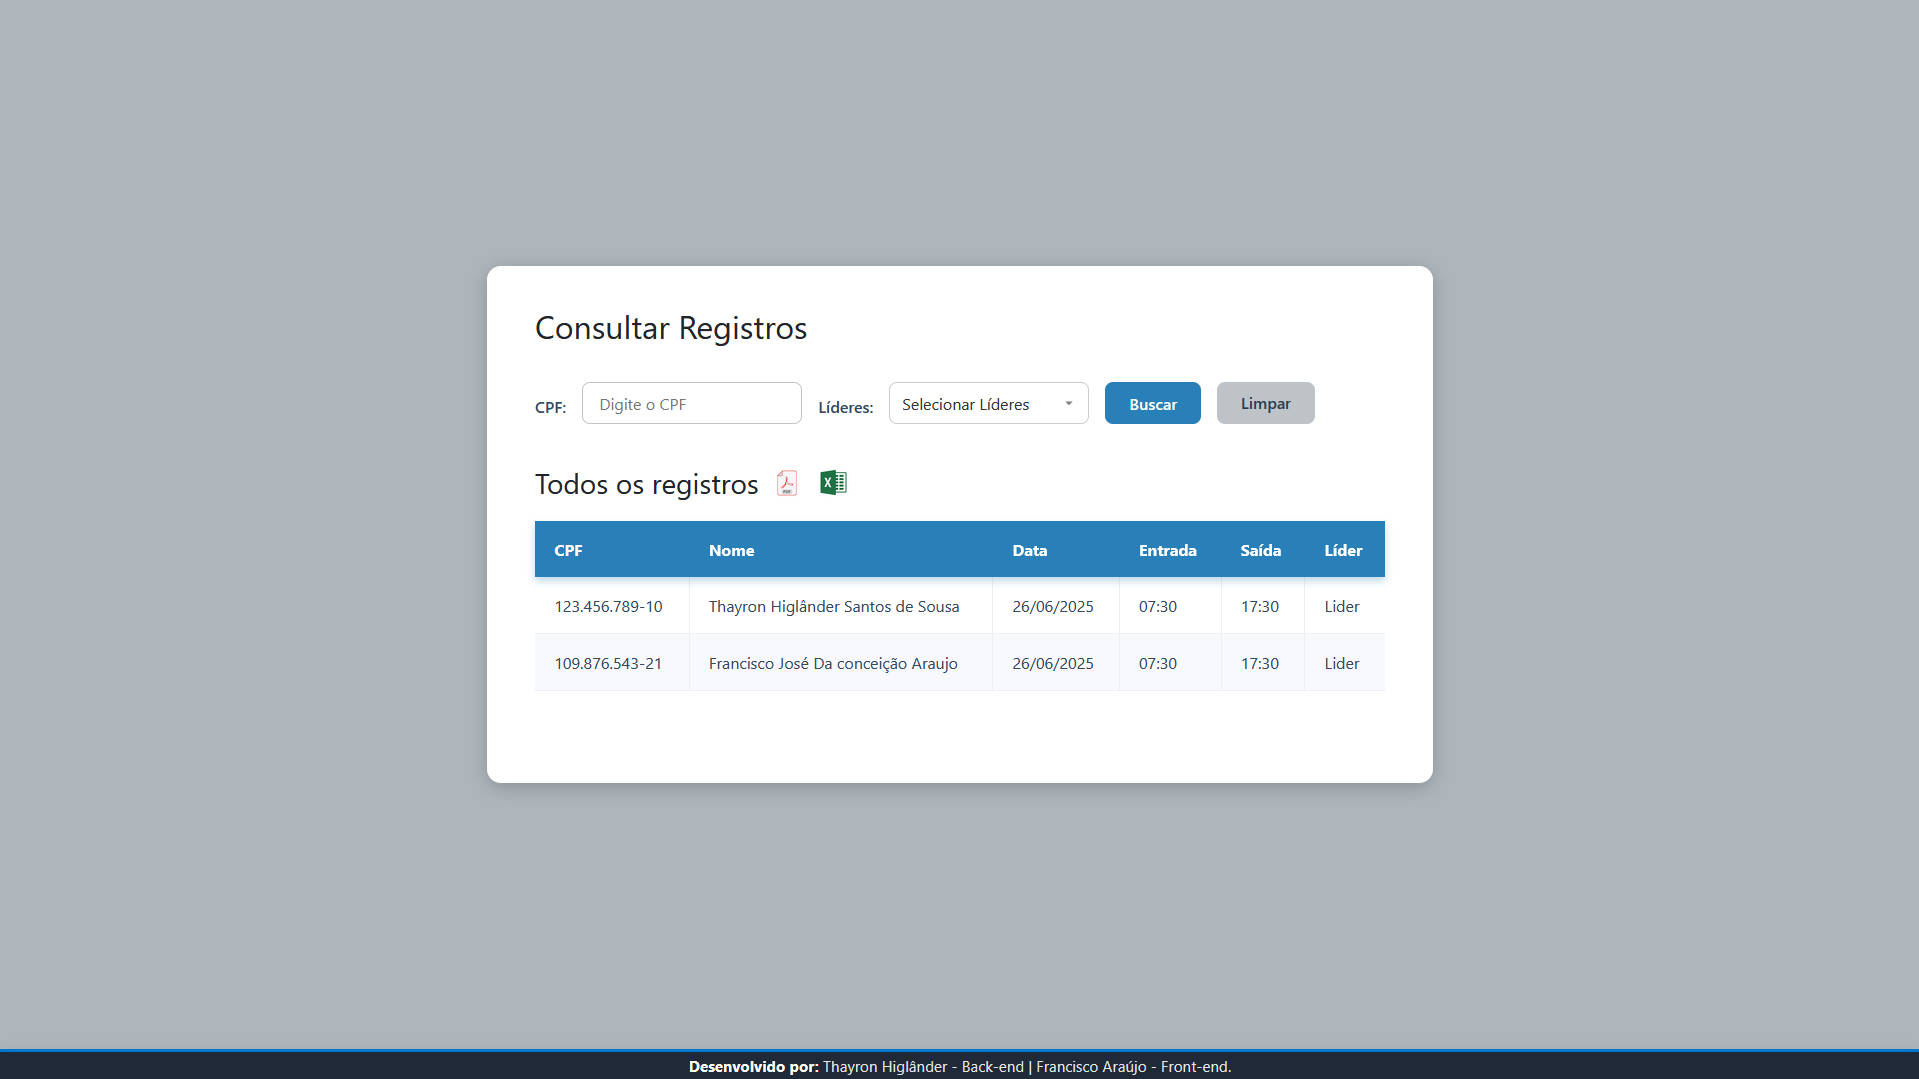 Consultar Registros
CPF: Digite o CPF Líderes: Selecionar Líderes Buscar Limpar
Todos os registros PDF X
CPF Nome Data Entrada Saída Líder
123.456.789-10 Thayron Higlânder Santos de Sousa 26/06/2025 07:30 17:30 Lider
109.876.543-21 Francisco José Da conceição Araujo 26/06/2025 07:30 17:30 Lider
Desenvolvido por: Thayron Higlânder - Back-end | Francisco Araújo - Front-end.